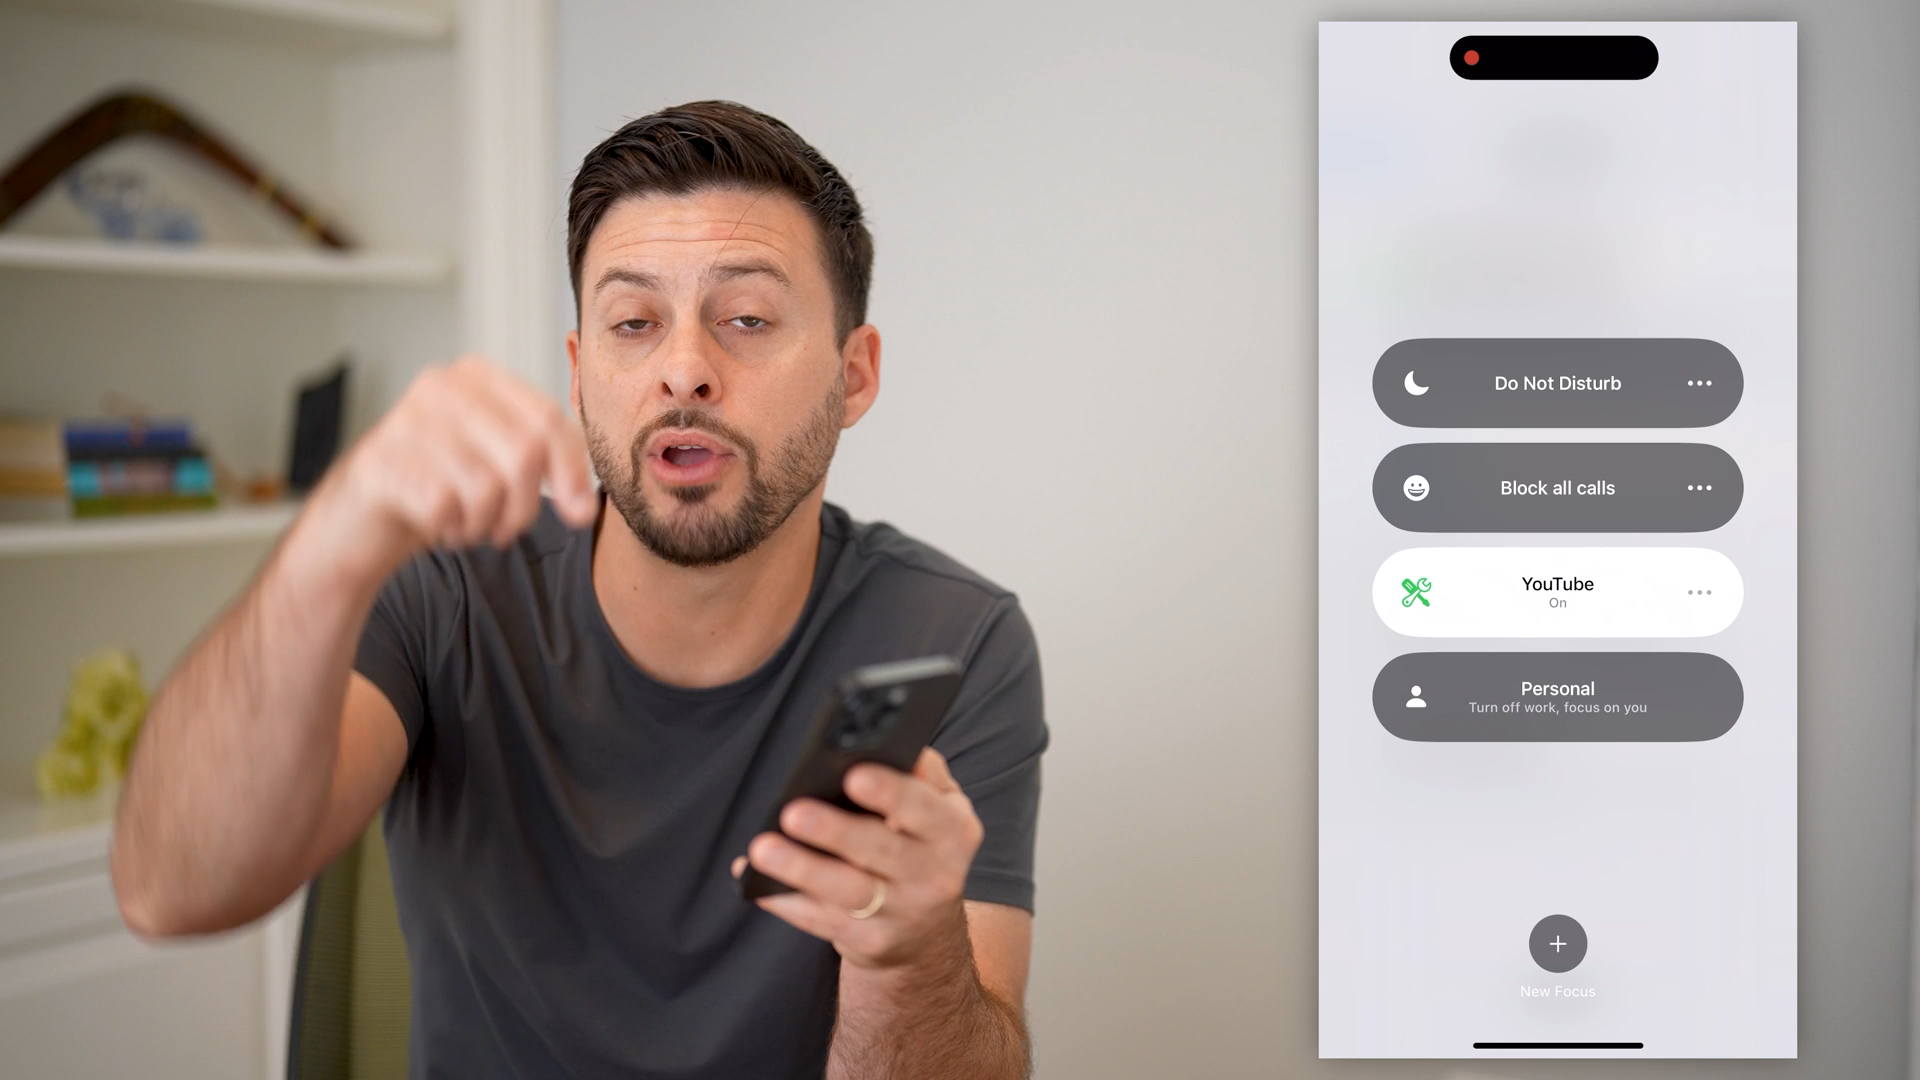 Do Not Disturb
Block all calls
YouTube
On
Personal
Turn off work, focus on you
New Focus